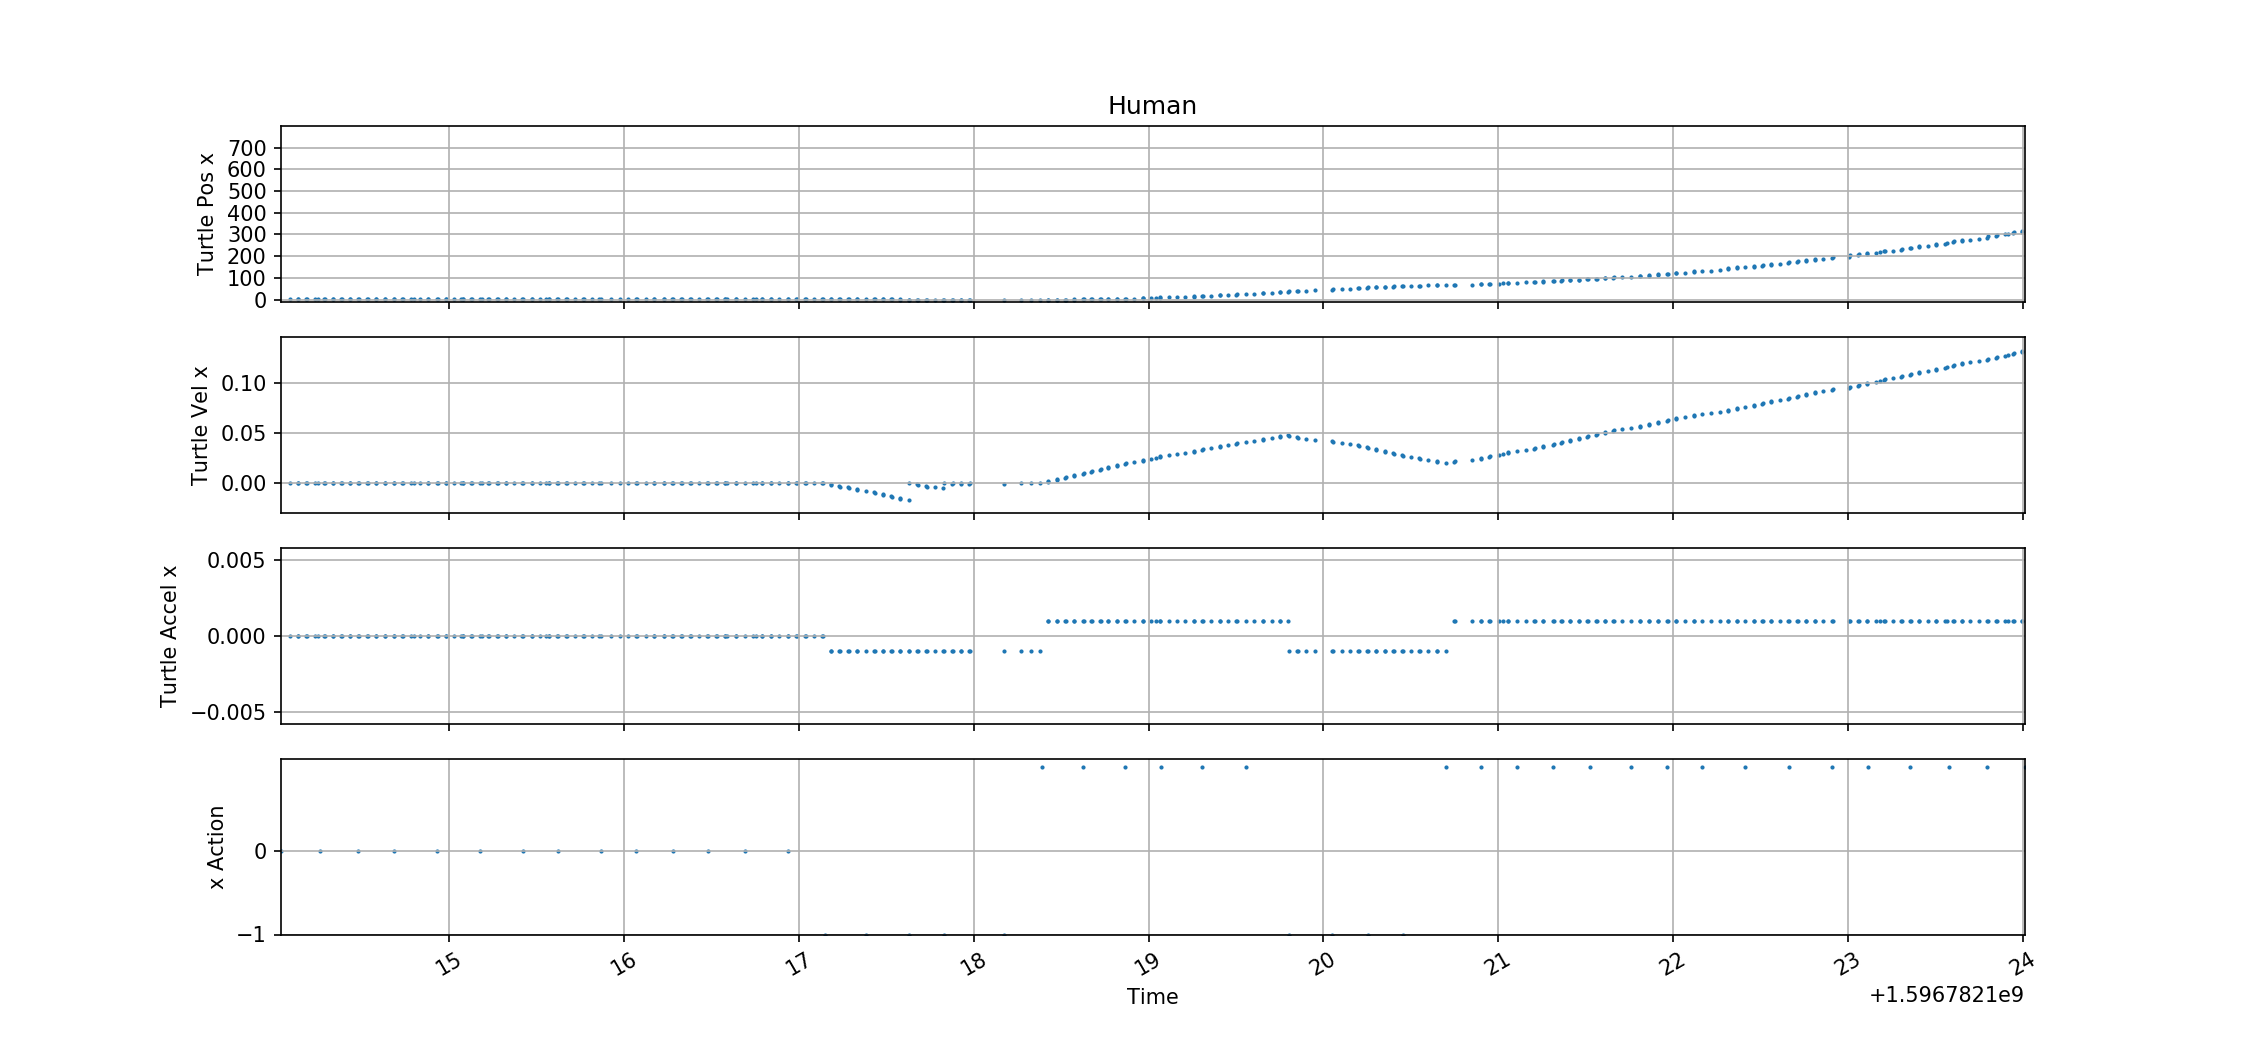 Human
Turtle Pos x
700
600
500
400
300
200
100
0
Turtle Vel x
0.10
0.05
0.00
Turtle Accel x
0.005
0.000
−0.005
x Action
0
−1
15 16 17 18 19 20 21 22 23 24
Time
+1.5967821e9